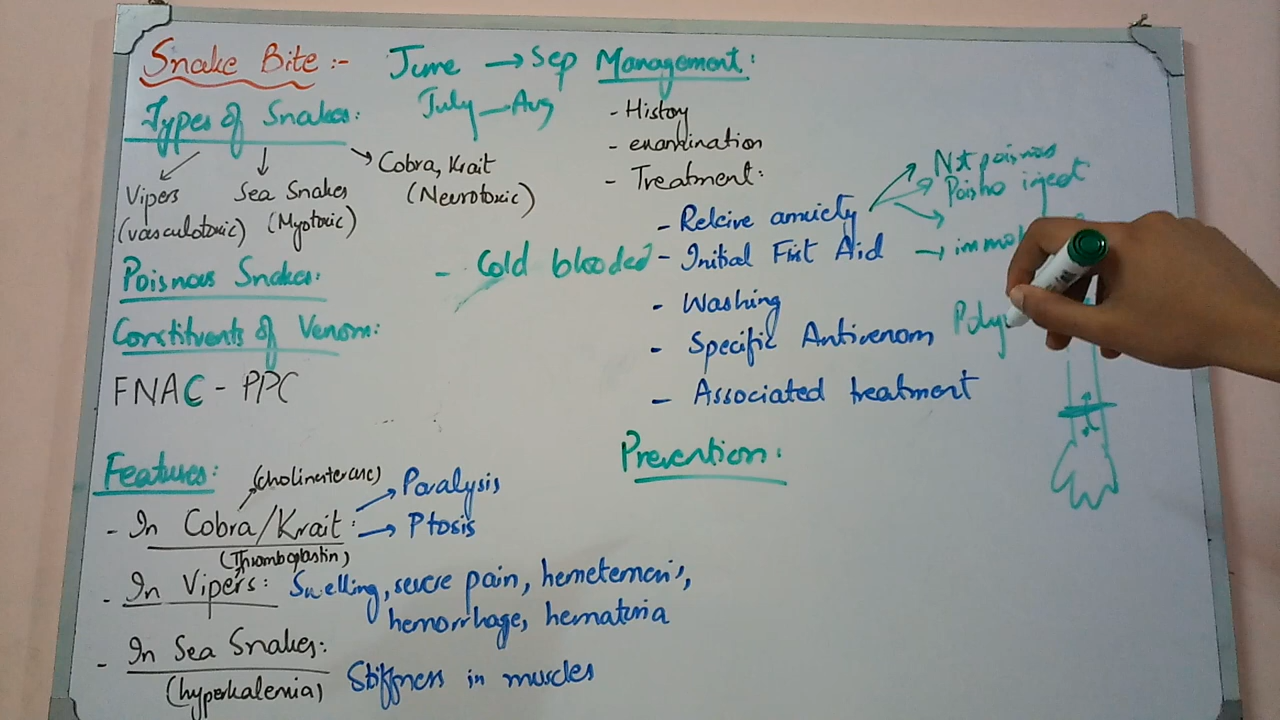 Snake Bite :-
June → Sep
July - Aug
Types of Snakes:
Vipers
(vasculotoxic)
Sea Snakes
(Myotoxic)
Cobra, Krait
(Neurotoxic)
Poisnous Snakes:
- Cold blooded
Constituents of Venom:
FNAC - PPC
Features:
(cholinesterase)
- In Cobra/Krait:
→ Paralysis
→ Ptosis
(Thromboplastin)
- In Vipers: Swelling, severe pain, hemetemesis,
hemorrhage, hematuria
- In Sea Snakes:
(hyperkalemia)
Stiffness in muscles
Management:
- History
- examination
- Treatment:
- Releive anxiety
Not poisnous
inject
- Initial First Aid →
- Washing
- Specific Antivenom
- Associated treatment
Prevention: